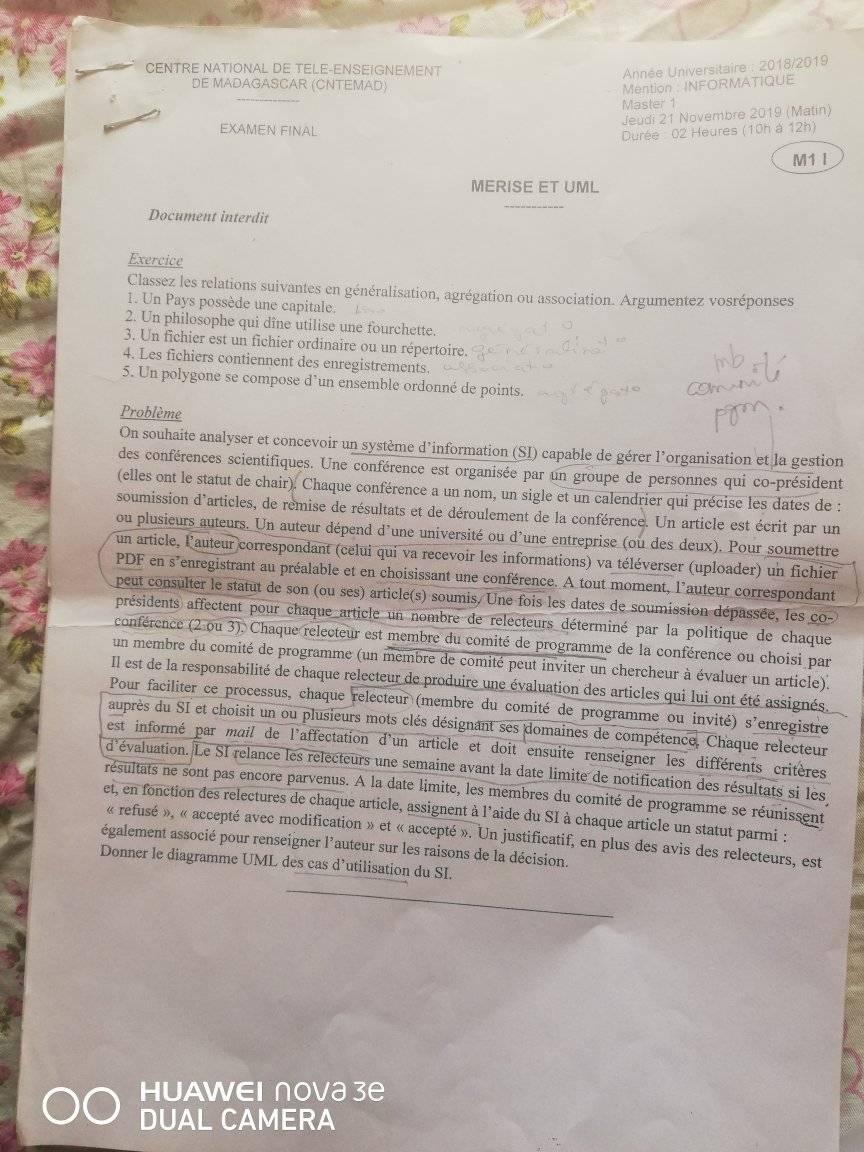 CENTRE NATIONAL DE TELE-ENSEIGNEMENT
DE MADAGASCAR (CNTEMAD)
---------------
EXAMEN FINAL
Année Universitaire : 2018/2019
Mention : INFORMATIQUE
Master 1
Jeudi 21 Novembre 2019 (Matin)
Durée : 02 Heures (10h à 12h)
M1 I
MERISE ET UML
-----------
Document interdit
Exercice
Classez les relations suivantes en généralisation, agrégation ou association. Argumentez vosréponses
1. Un Pays possède une capitale.
2. Un philosophe qui dîne utilise une fourchette.
3. Un fichier est un fichier ordinaire ou un répertoire.
4. Les fichiers contiennent des enregistrements.
5. Un polygone se compose d'un ensemble ordonné de points.
Problème
On souhaite analyser et concevoir un système d'information (SI) capable de gérer l'organisation et la gestion
des conférences scientifiques. Une conférence est organisée par un groupe de personnes qui co-président
(elles ont le statut de chair). Chaque conférence a un nom, un sigle et un calendrier qui précise les dates de :
soumission d'articles, de remise de résultats et de déroulement de la conférence. Un article est écrit par un
ou plusieurs auteurs. Un auteur dépend d'une université ou d'une entreprise (ou des deux). Pour soumettre
un article, l'auteur correspondant (celui qui va recevoir les informations) va téléverser (uploader) un fichier
PDF en s'enregistrant au préalable et en choisissant une conférence. A tout moment, l'auteur correspondant
peut consulter le statut de son (ou ses) article(s) soumis. Une fois les dates de soumission dépassée, les co-
présidents) affectent pour chaque article un nombre de relecteurs déterminé par la politique de chaque
conférence (2 ou 3). Chaque relecteur est membre du comité de programme de la conférence ou choisi par
un membre du comité de programme (un membre de comité peut inviter un chercheur à évaluer un article).
Il est de la responsabilité de chaque relecteur de produire une évaluation des articles qui lui ont été assignés.
Pour faciliter ce processus, chaque relecteur (membre du comité de programme ou invité) s'enregistre
auprès du SI et choisit un ou plusieurs mots clés désignant ses domaines de compétence. Chaque relecteur
est informé par mail de l'affectation d'un article et doit ensuite renseigner les différents critères
d'évaluation. Le SI relance les relecteurs une semaine avant la date limite de notification des résultats si les
résultats ne sont pas encore parvenus. A la date limite, les membres du comité de programme se réunissent
et, en fonction des relectures de chaque article, assignent à l'aide du SI à chaque article un statut parmi :
« refusé », « accepté avec modification » et « accepté ». Un justificatif, en plus des avis des relecteurs, est
également associé pour renseigner l'auteur sur les raisons de la décision.
Donner le diagramme UML des cas d'utilisation du SI.
HUAWEI nova 3e
DUAL CAMERA